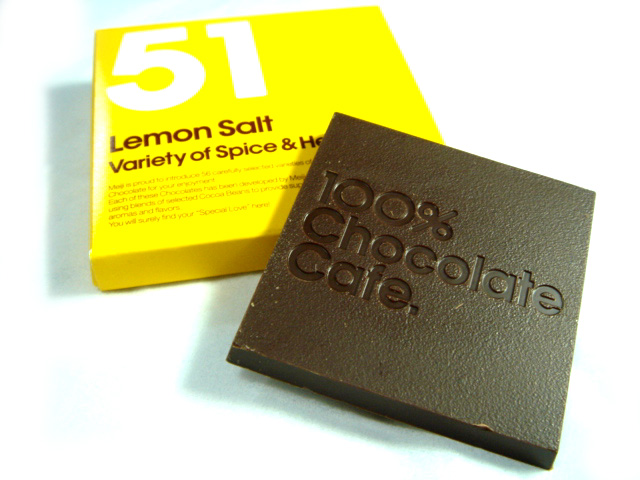 51
Lemon Salt
Variety of Spice & He
Meiji is proud to introduce 56 carefully selected varieties of
Chocolate for your enjoyment.
Each of these Chocolates has been developed by Meiji
using blends of selected Cocoa Beans to provide
aromas and flavors.
You will surely find your "Special Love" here!
100%
Chocolate
Cafe.